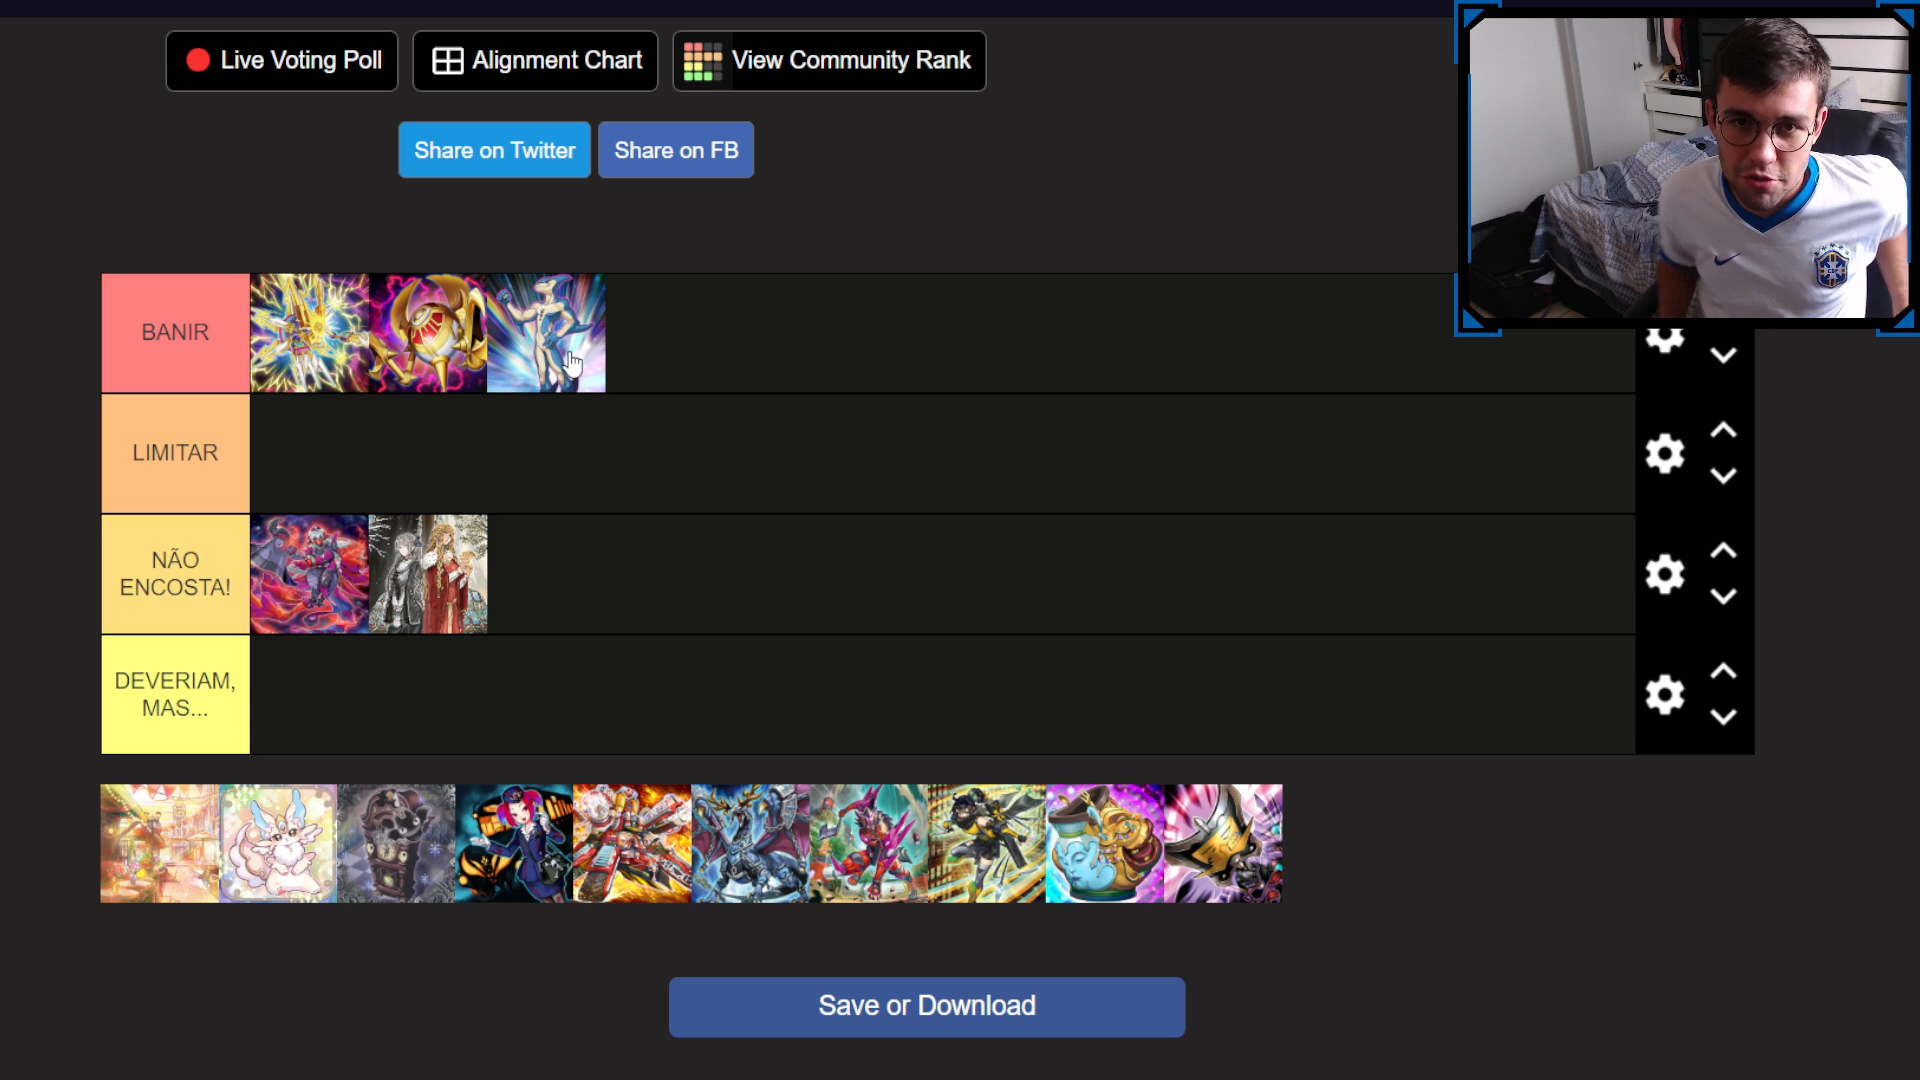 Live Voting Poll
Alignment Chart
View Community Rank
Share on Twitter
Share on FB
BANIR
LIMITAR
NÃO
ENCOSTA!
DEVERIAM,
MAS...
Save or Download